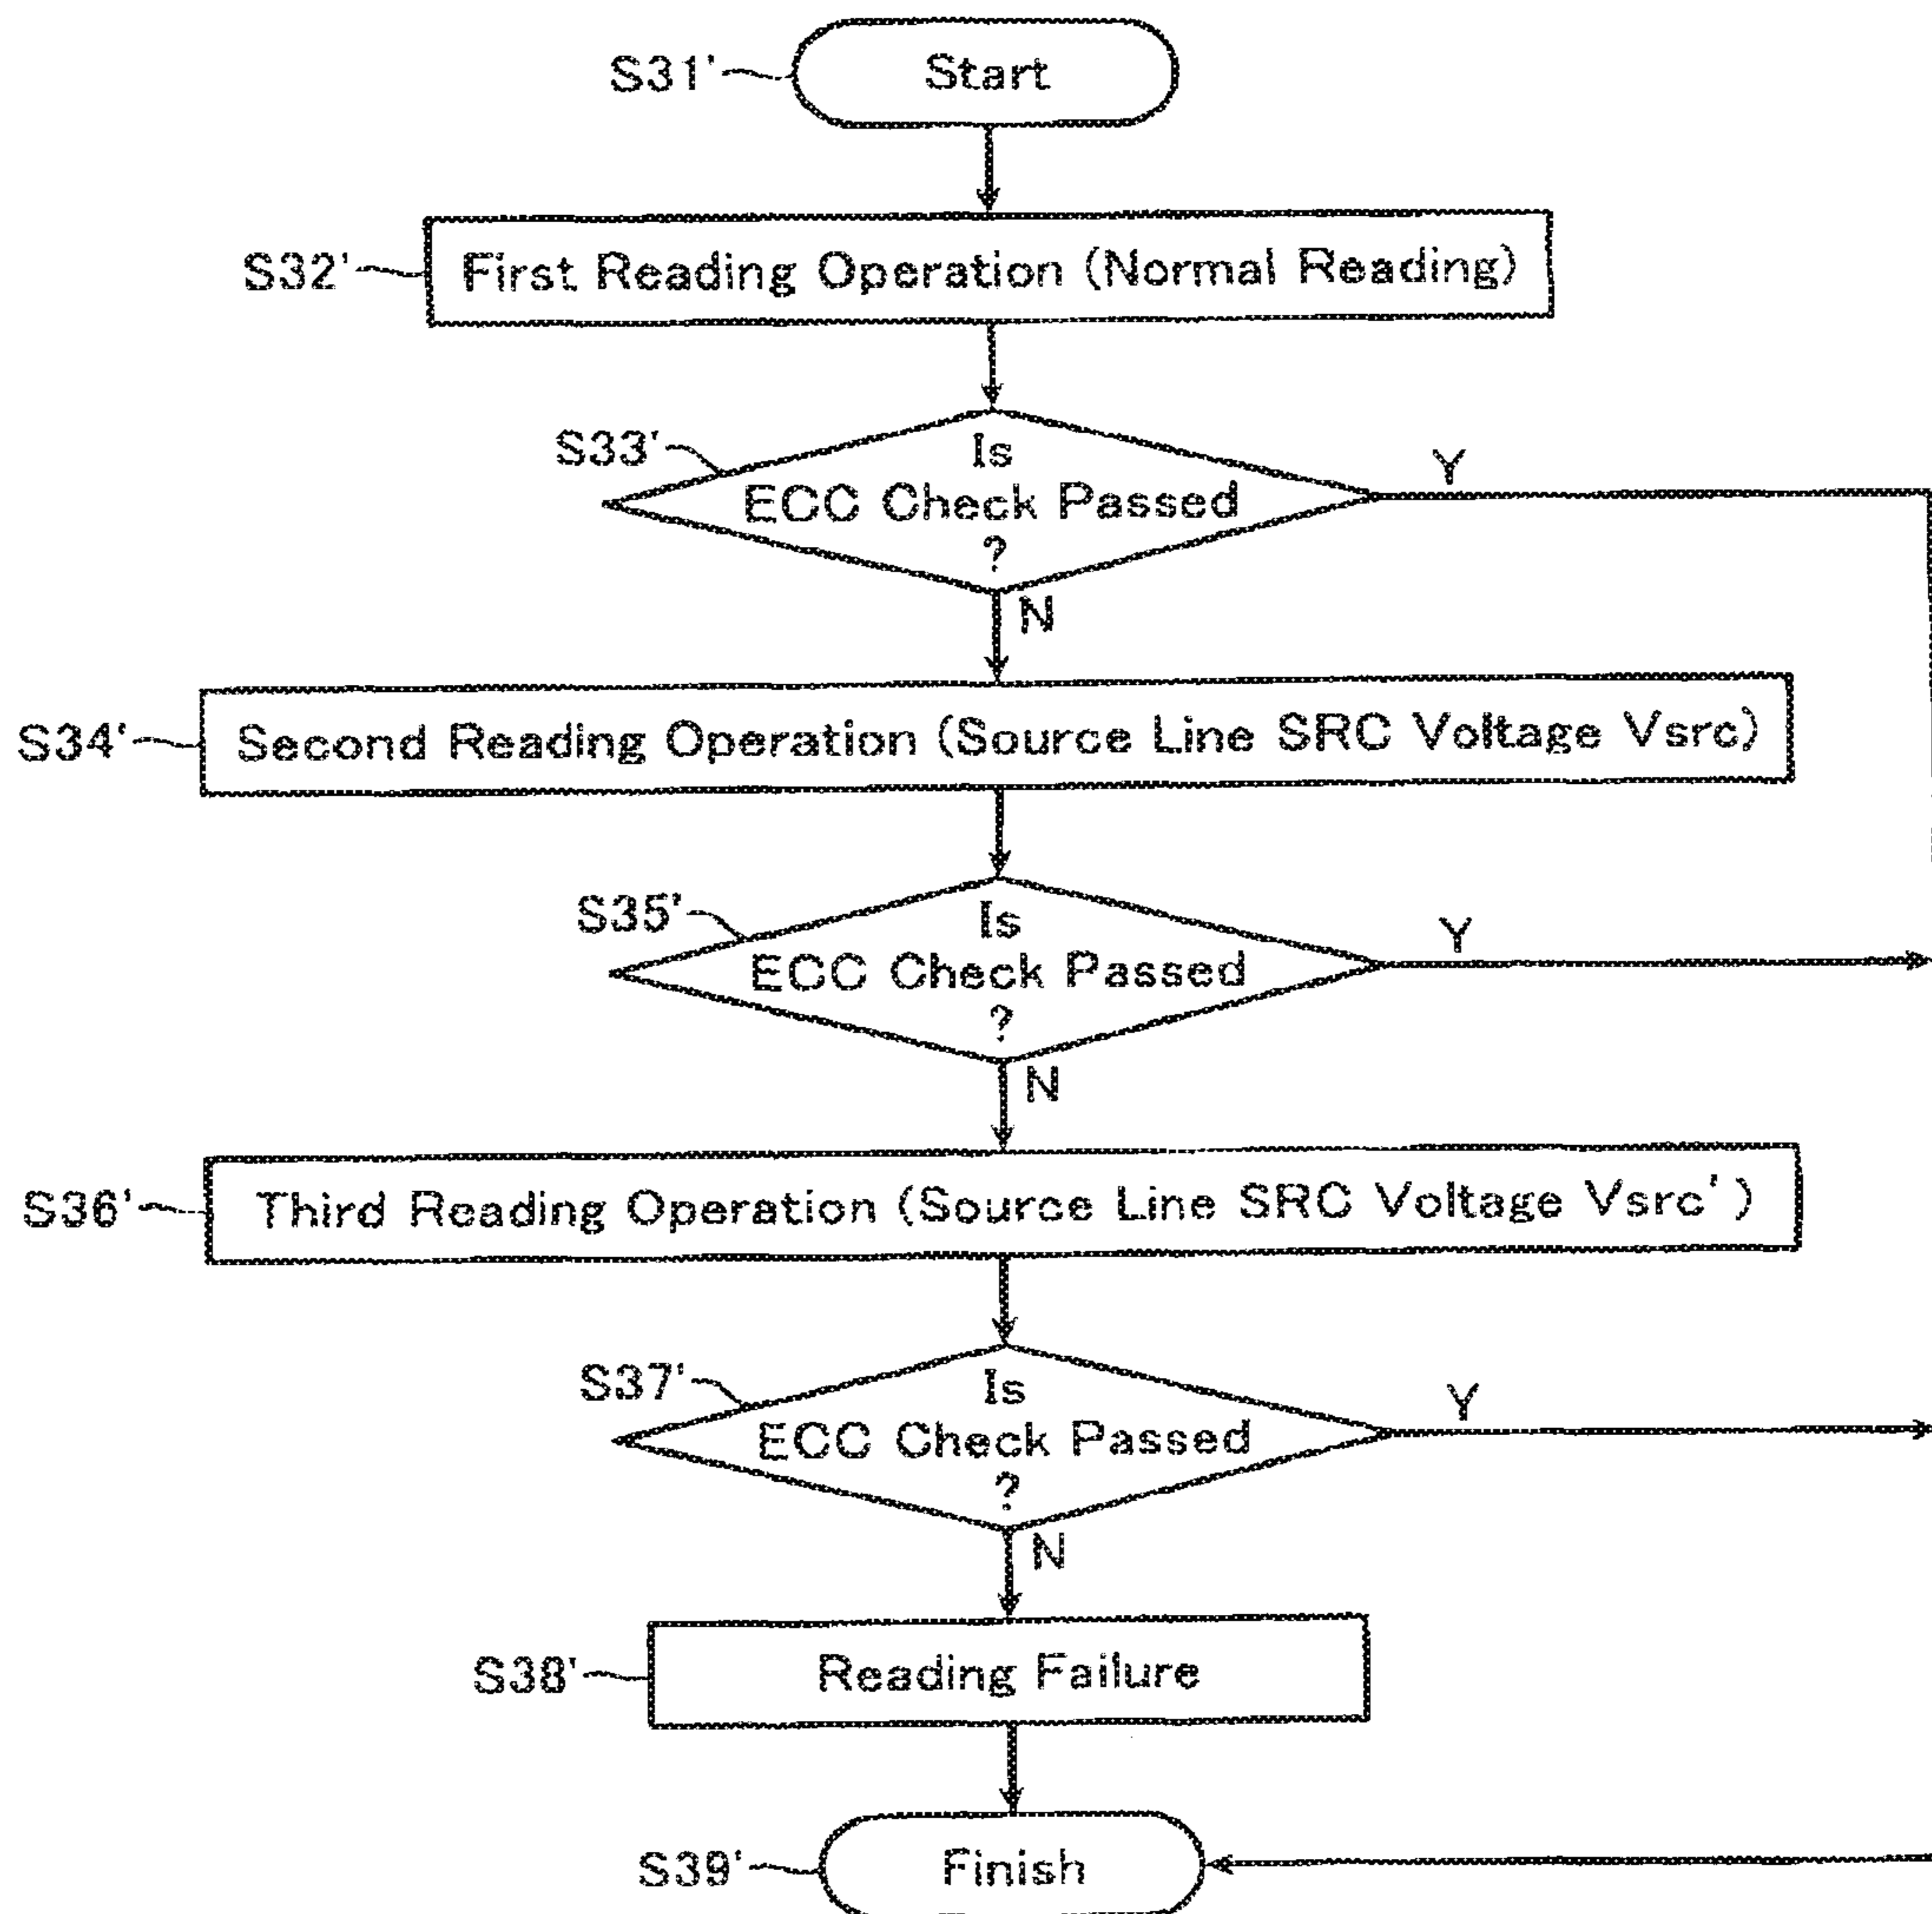 S31'
Start
S32'
First Reading Operation (Normal Reading)
S33'
Is
ECC Check Passed
?
Y
N
S34'
Second Reading Operation (Source Line SRC Voltage Vsrc)
S35'
Is
ECC Check Passed
?
Y
N
S36'
Third Reading Operation (Source Line SRC Voltage Vsrc')
S37'
Is
ECC Check Passed
?
Y
N
S38'
Reading Failure
S39'
Finish